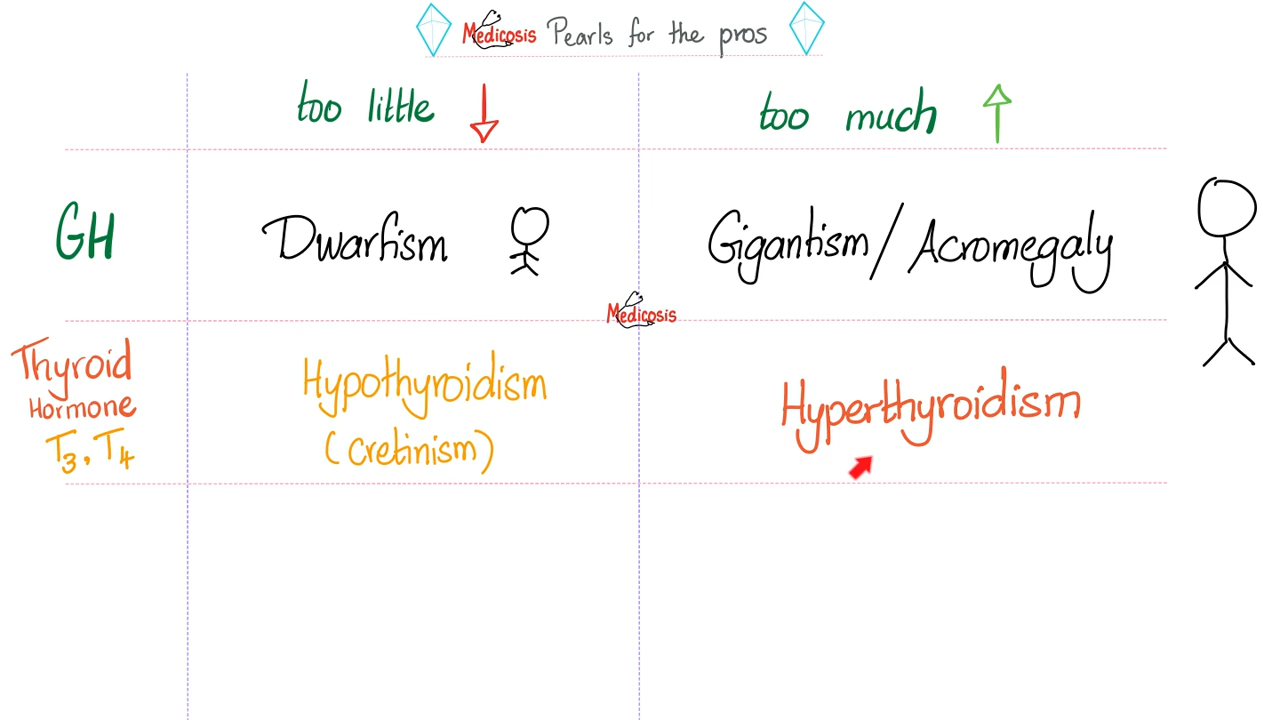 Medicosis Pearls for the pros
too little
too much
GH
Dwarfism
Gigantism / Acromegaly
Medicosis
Thyroid
Hormone
T3, T4
Hypothyroidism
(cretinism)
Hyperthyroidism